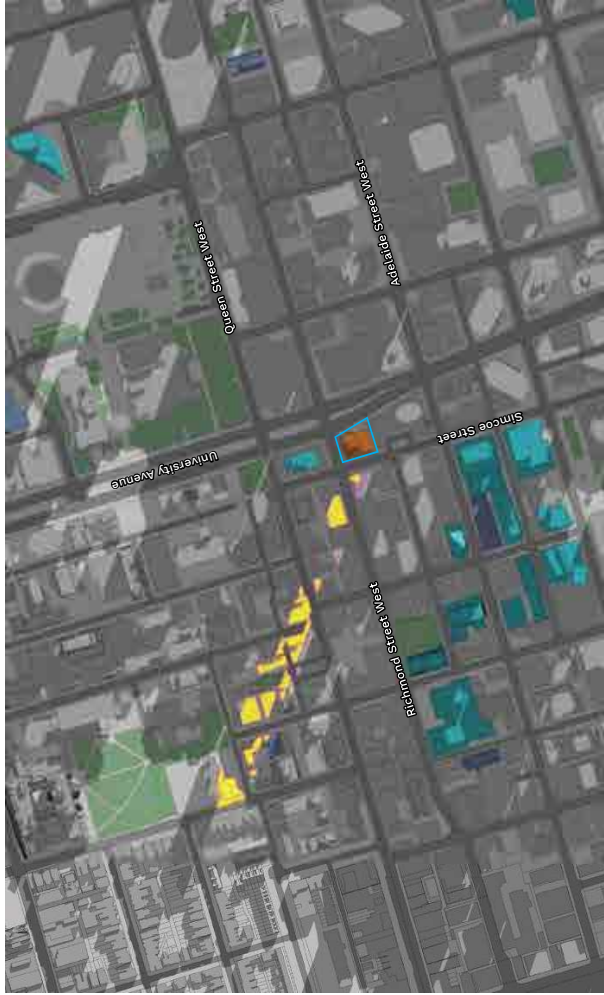 Adelaide Street West
Queen Street West
Simcoe Street
University Avenue
Richmond Street West